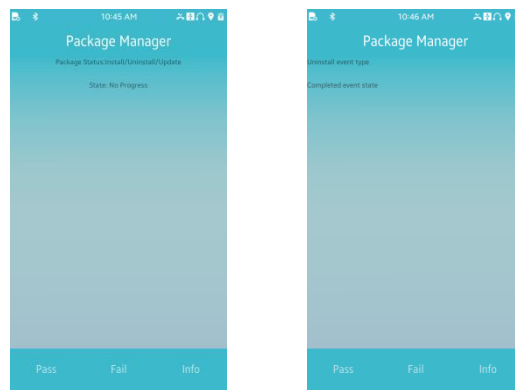 10:45 AM
Package Manager
Package Status:Install/Uninstall/Update
State: No Progress
Pass Fail Info
10:46 AM
Package Manager
Uninstall event type
Completed event state
Pass Fail Info